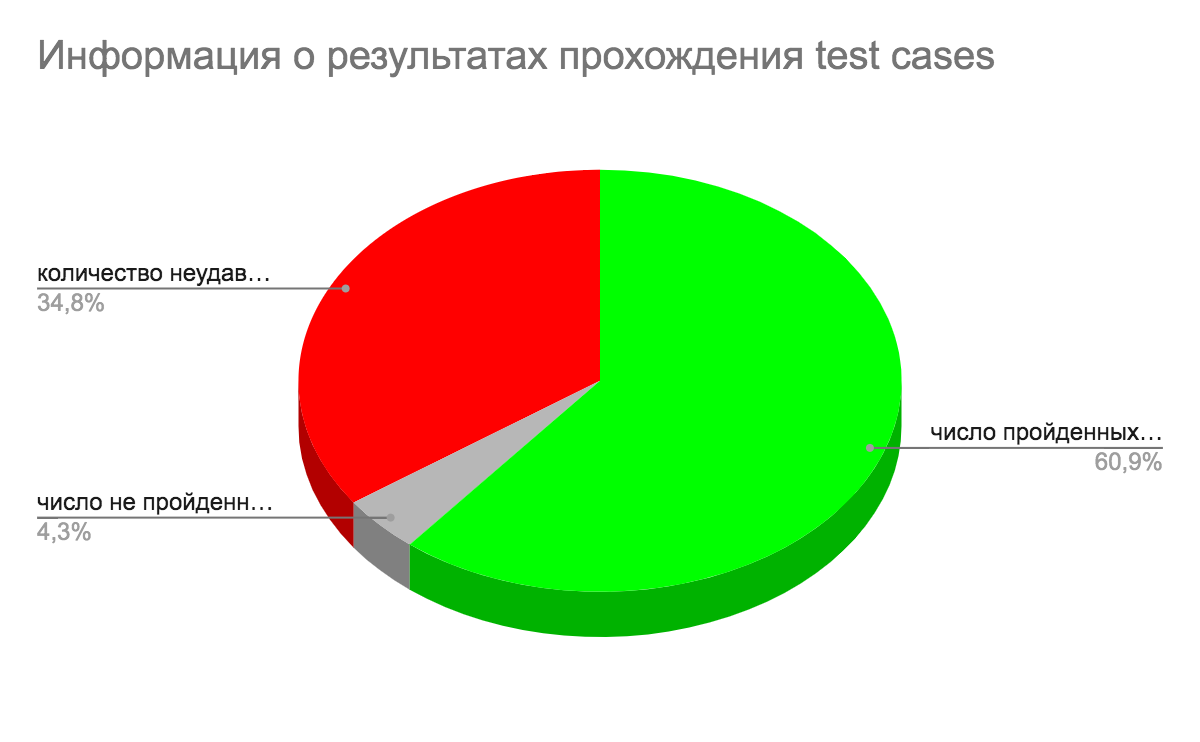 Информация о результатах прохождения test cases
количество неудав…
34,8%
число пройденных…
60,9%
число не пройденн…
4,3%